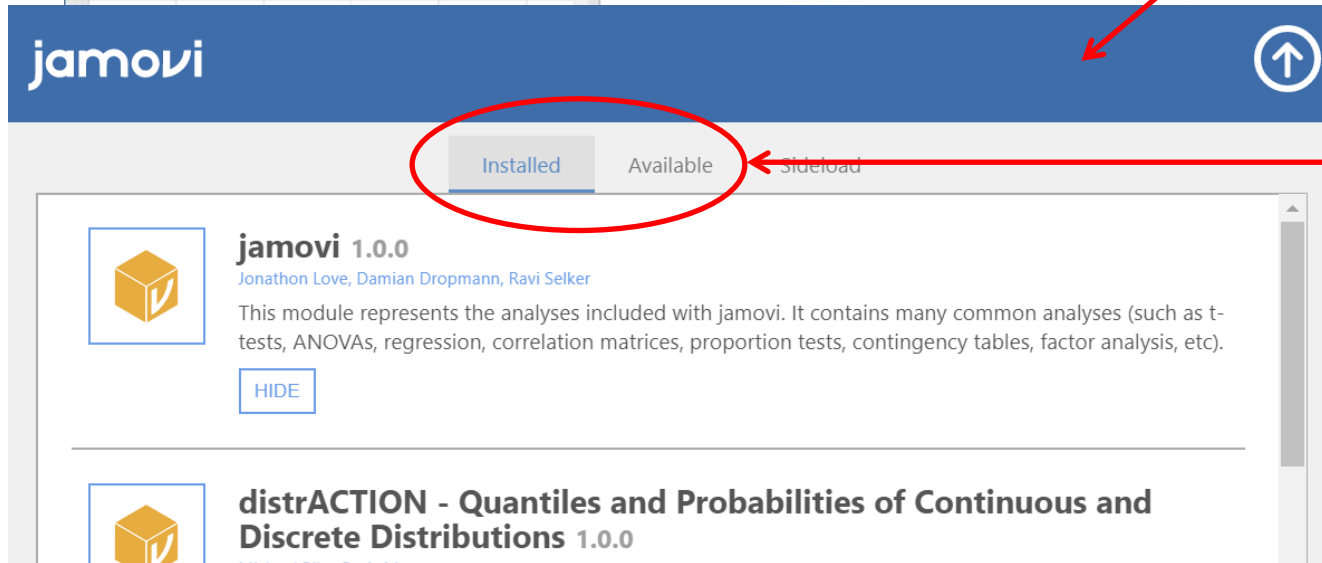 jamovi
Installed Available Sideload
jamovi 1.0.0
Jonathon Love, Damian Dropmann, Ravi Selker
This module represents the analyses included with jamovi. It contains many common analyses (such as t-
tests, ANOVAs, regression, correlation matrices, proportion tests, contingency tables, factor analysis, etc).
HIDE
distrACTION - Quantiles and Probabilities of Continuous and
Discrete Distributions 1.0.0